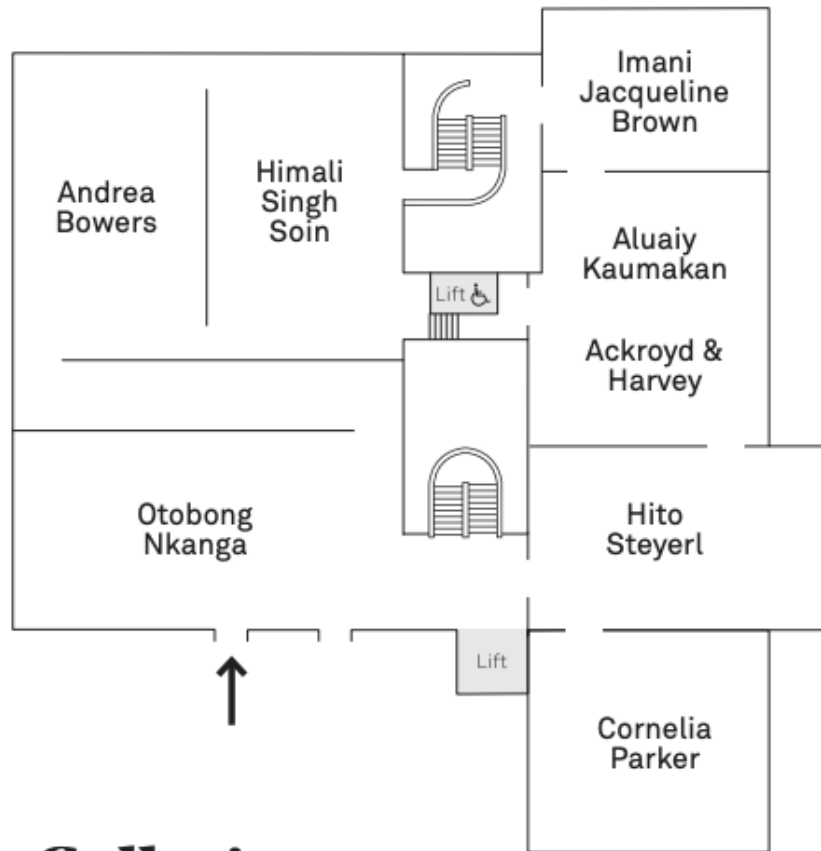 Imani
Jacqueline
Brown
Andrea
Bowers
Himali
Singh
Soin
Aluaiy
Kaumakan
Lift
Ackroyd &
Harvey
Otobong
Nkanga
Hito
Steyerl
Lift
Cornelia
Parker